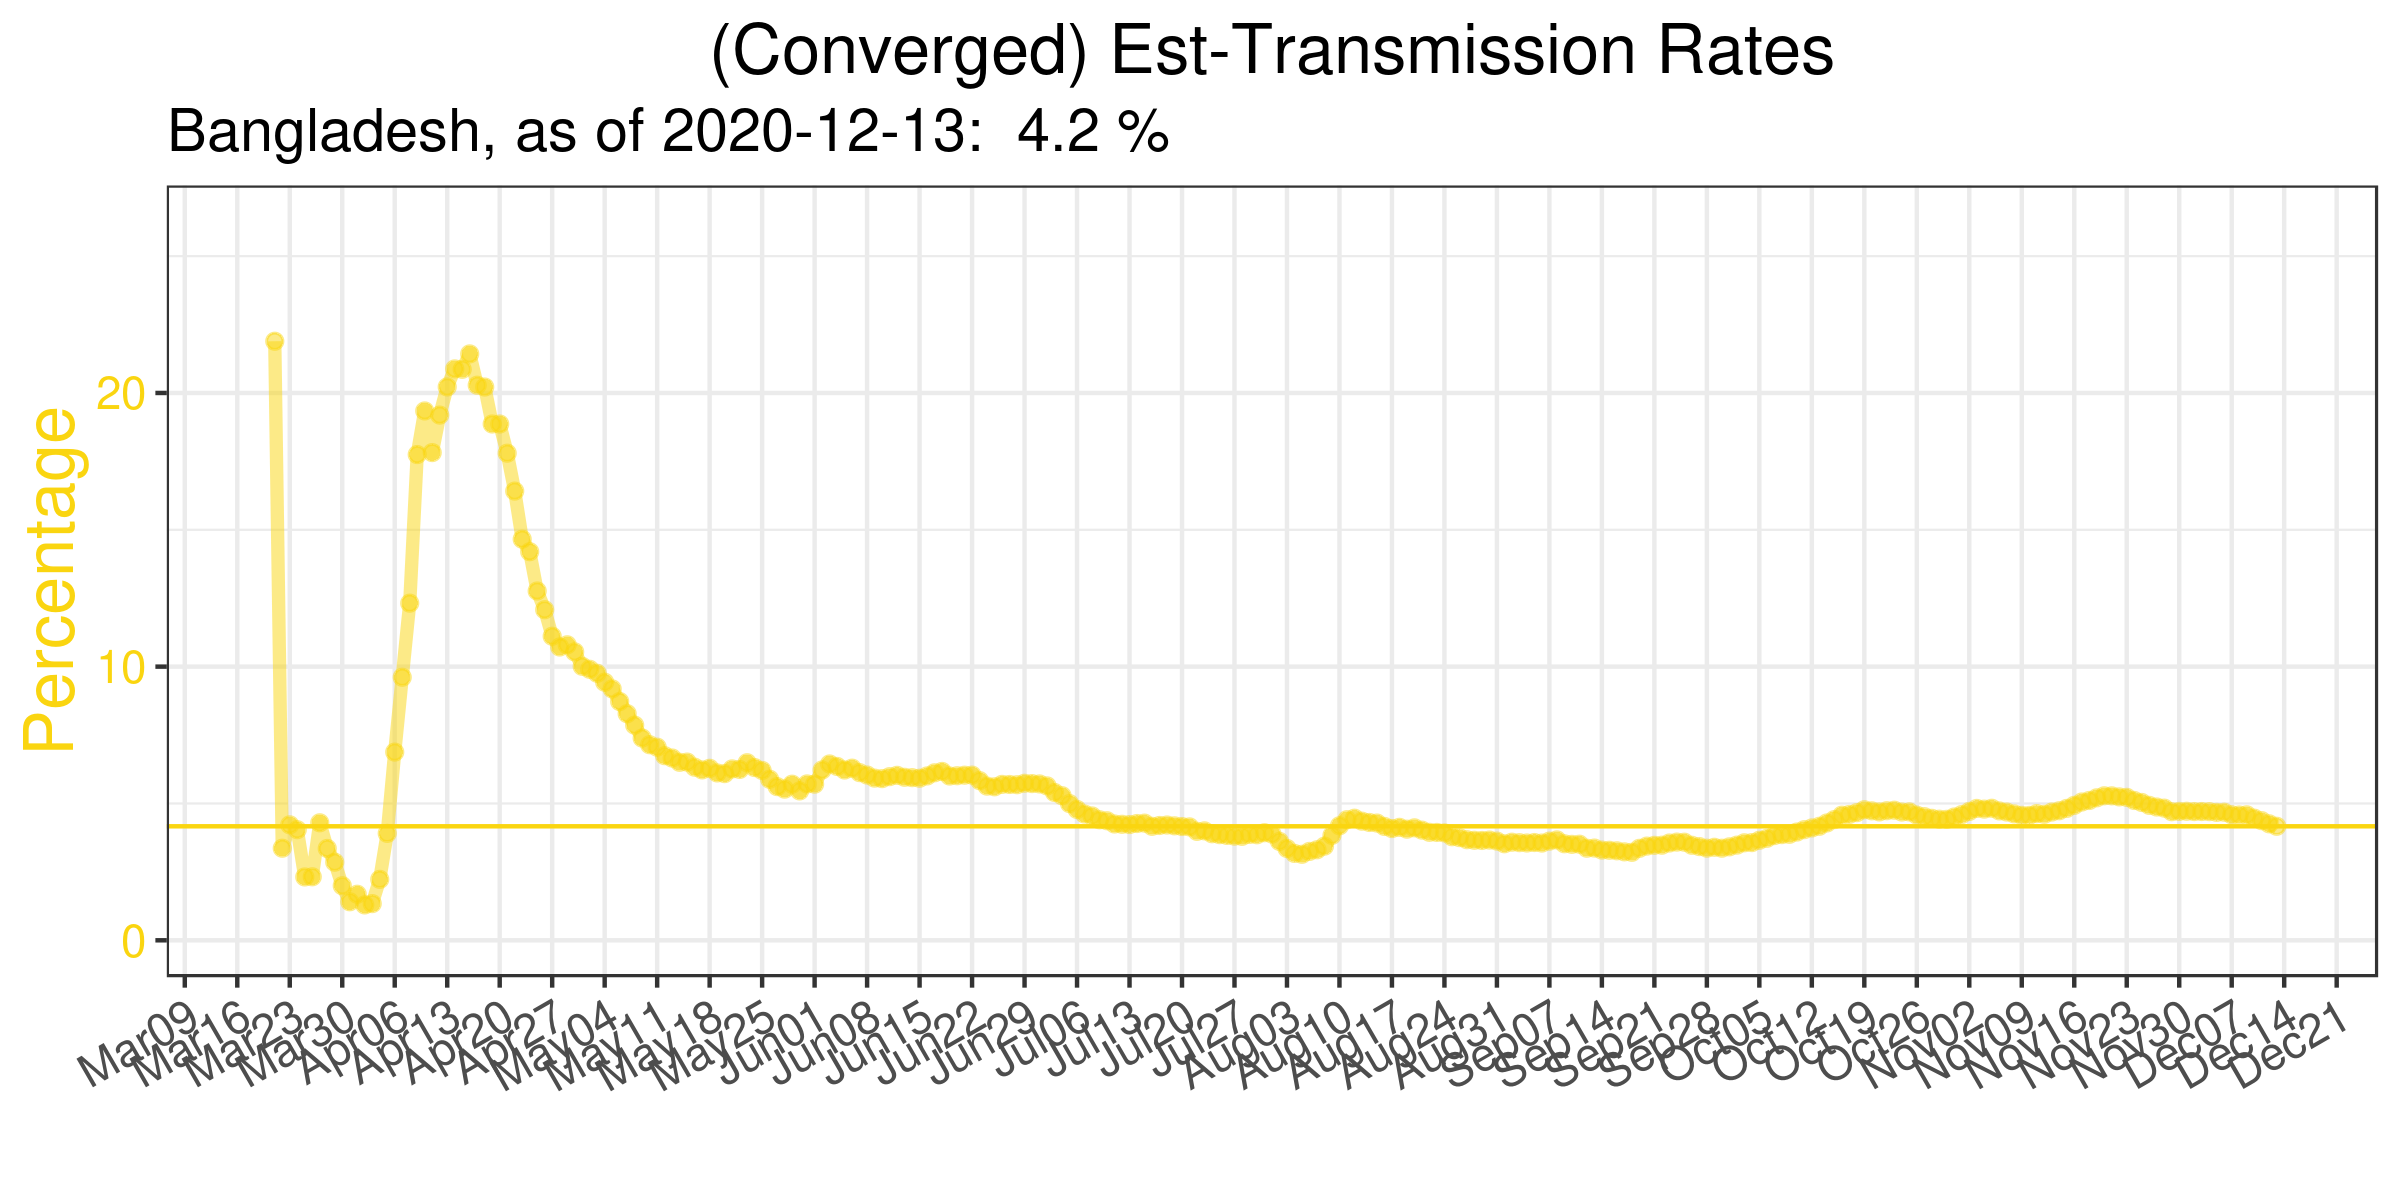 (Converged) Est-Transmission Rates
Bangladesh, as of 2020-12-13:  4.2 %
Percentage
20
10
0
Mar09
Mar16
Mar23
Mar30
Apr06
Apr13
Apr20
Apr27
May04
May11
May18
May25
Jun01
Jun08
Jun15
Jun22
Jun29
Jul06
Jul13
Jul20
Jul27
Aug03
Aug10
Aug17
Aug24
Aug31
Sep07
Sep14
Sep21
Sep28
Oct05
Oct12
Oct19
Oct26
Nov02
Nov09
Nov16
Nov23
Nov30
Dec07
Dec14
Dec21